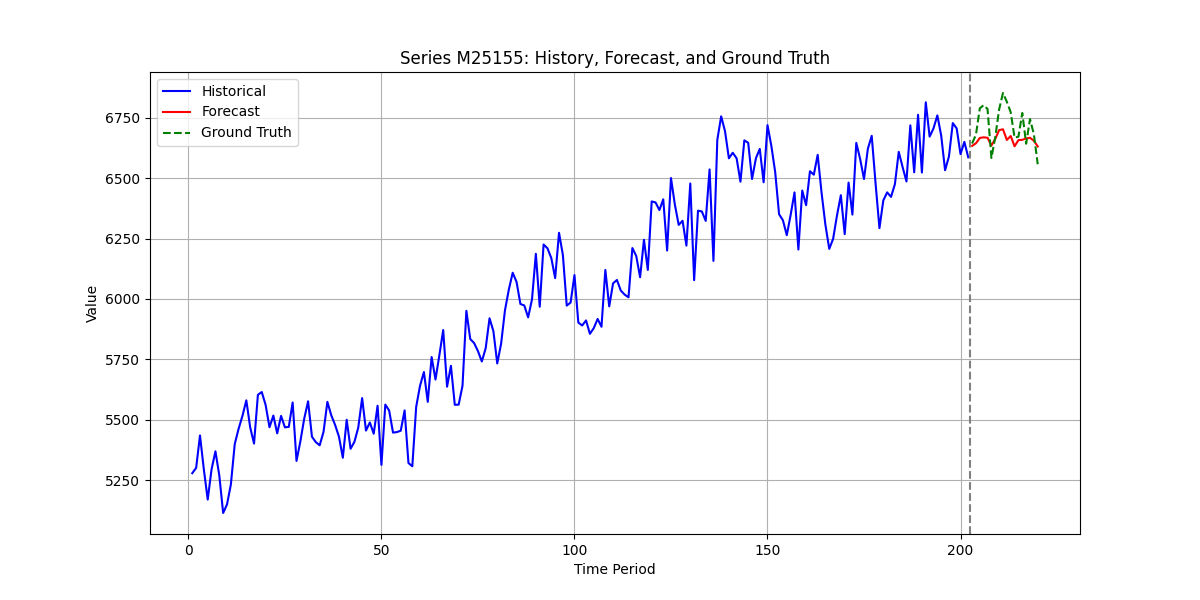 Series M25155: History, Forecast, and Ground Truth
Historical
Forecast
Ground Truth
Value
6750
6500
6250
6000
5750
5500
5250
0
50
100
150
200
Time Period